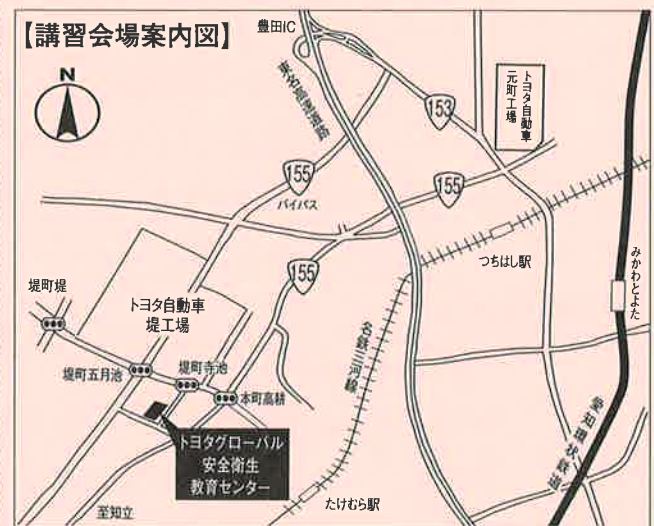 【講習会場案内図】
豊田IC
N
東名高速道路
153
トヨタ自動車
元町工場
155
バイパス
155
つちはし駅
みかわとよた
155
堤町堤
トヨタ自動車
堤工場
名鉄三河線
堤町五月池
堤町寺池
本町高耕
愛知環状鉄道
トヨタグローバル
安全衛生
教育センター
たけむら駅
至知立